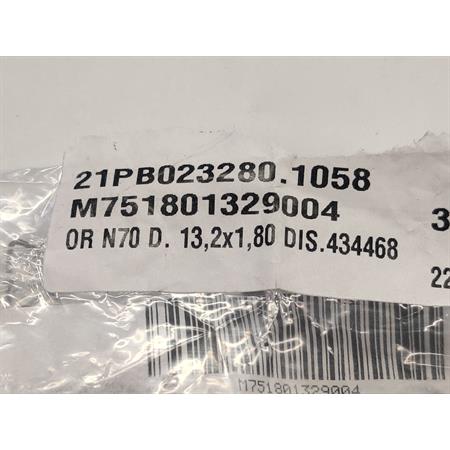 21PB023280.1058
M751801329004
3
OR N70 D. 13,2x1,80 DIS.434468
22
M751801329004